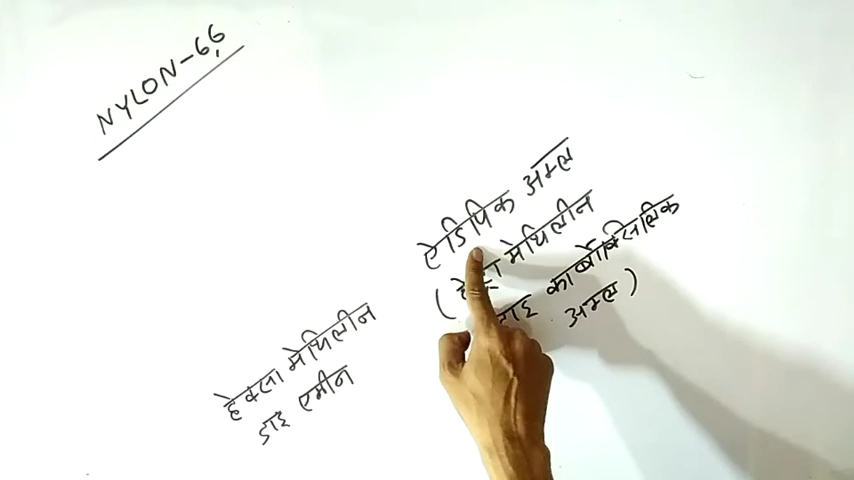 NYLON-6,6
ऐडिपिक अम्ल
मेथिलीन
डाइ कार्बोक्सिलिक
अम्ल)
हेक्सा मेथिलीन
डाइ एमीन